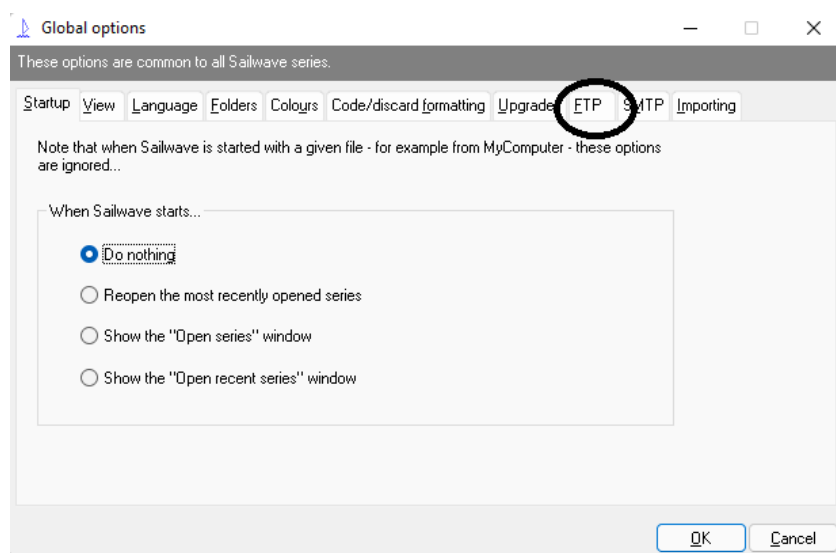 Global options
These options are common to all Sailwave series.
Startup View Language Folders Colours Code/discard formatting Upgrade FTP SMTP Importing
Note that when Sailwave is started with a given file - for example from MyComputer - these options
are ignored...
When Sailwave starts...
Do nothing
Reopen the most recently opened series
Show the "Open series" window
Show the "Open recent series" window
OK Cancel